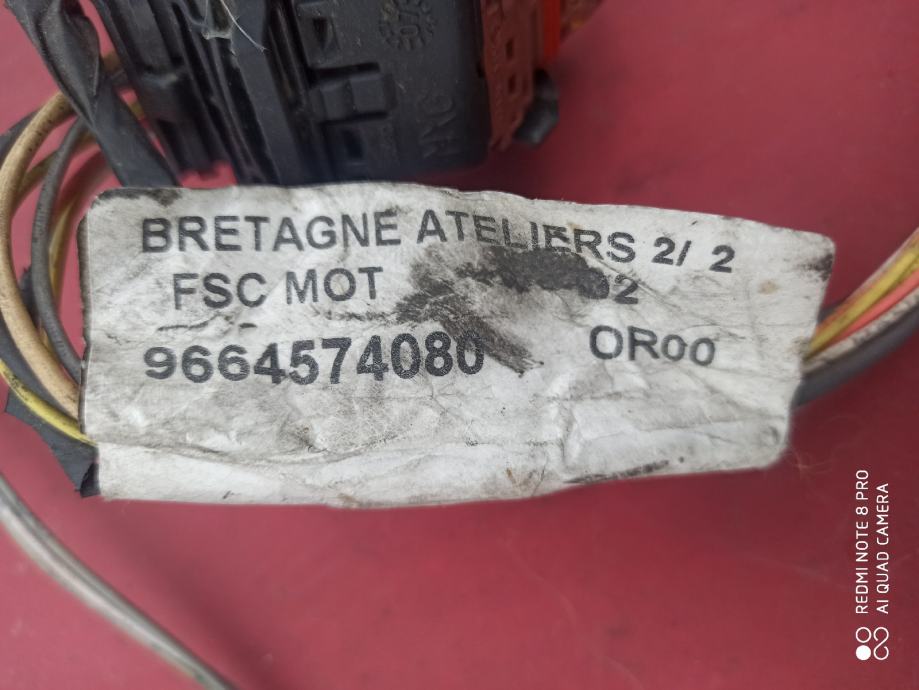 BRETAGNE ATELIERS 2/ 2
FSC MOT
9664574080 OR00
REDMI NOTE 8 PRO
AI QUAD CAMERA